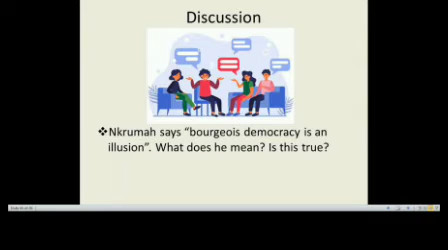 Discussion
❖Nkrumah says “bourgeois democracy is an
illusion”. What does he mean? Is this true?